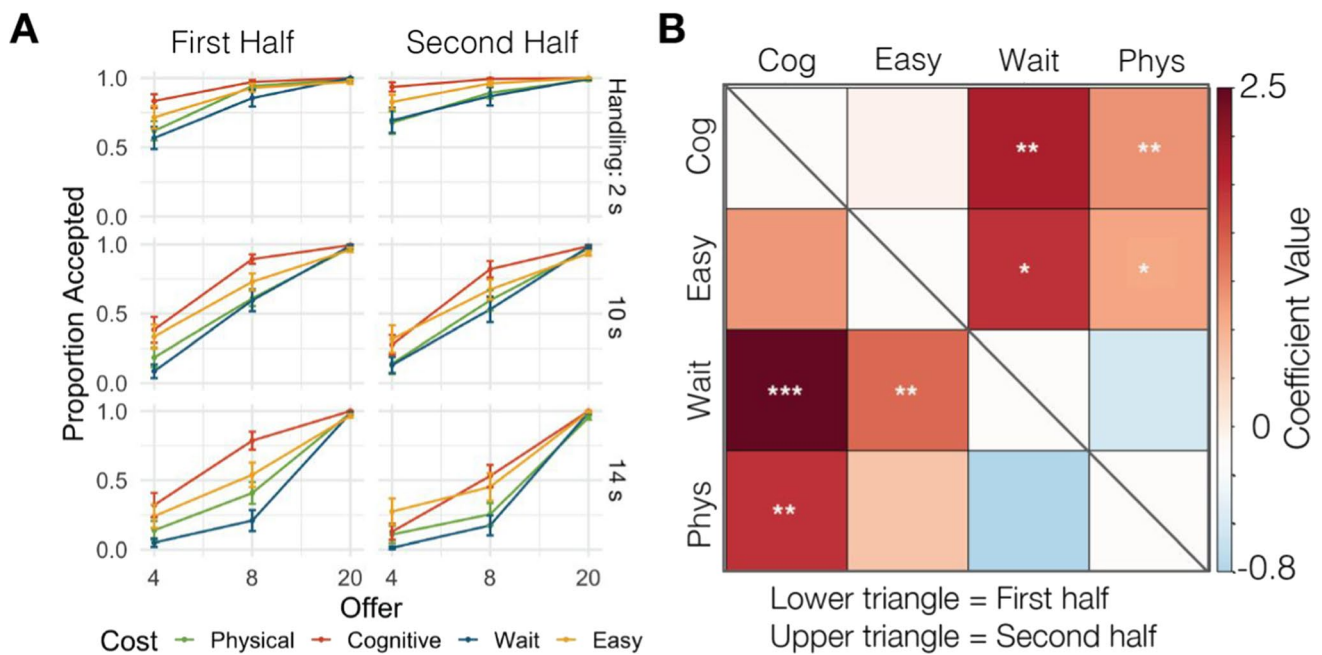 A
First Half
Second Half
1.0
0.5
0.0
Handling: 2 s
1.0
0.5
0.0
10 s
1.0
0.5
0.0
14 s
Proportion Accepted
4 8 20 4 8 20
Offer
Cost Physical Cognitive Wait Easy
B
Cog Easy Wait Phys
Cog ** **
Easy * *
Wait *** **
Phys **
2.5
0
-0.8
Coefficient Value
Lower triangle = First half
Upper triangle = Second half